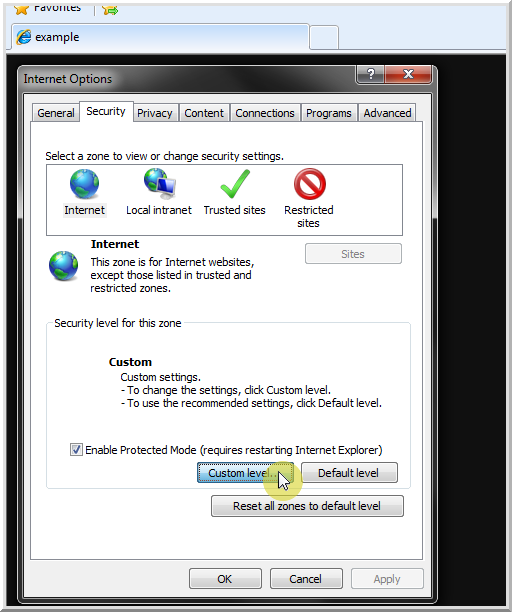 Favorites
example
Internet Options
?
General Security Privacy Content Connections Programs Advanced
Select a zone to view or change security settings.
Internet Local intranet Trusted sites Restricted
sites
Internet
Sites
This zone is for Internet websites,
except those listed in trusted and
restricted zones.
Security level for this zone
Custom
Custom settings.
- To change the settings, click Custom level.
- To use the recommended settings, click Default level.
Enable Protected Mode (requires restarting Internet Explorer)
Custom level... Default level
Reset all zones to default level
OK Cancel Apply